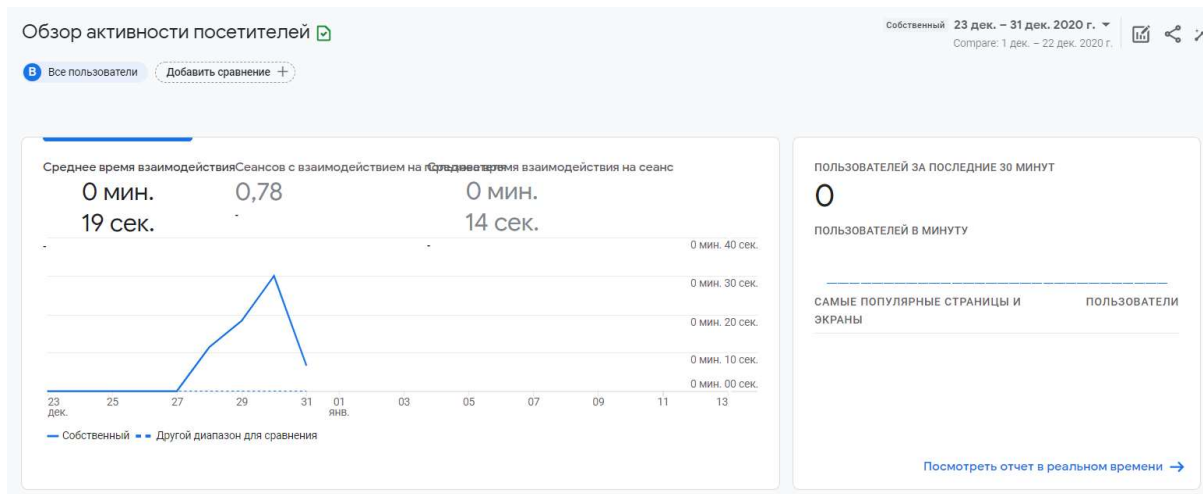 Обзор активности посетителей
Собственный 23 дек. – 31 дек. 2020 г.
Compare: 1 дек. – 22 дек. 2020 г.
B Все пользователи
Добавить сравнение +
Среднее время взаимодействия
0 мин.
19 сек.
-
Сеансов с взаимодействием на
0,78
-
Среднее время взаимодействия на сеанс
0 мин.
14 сек.
-
0 мин. 40 сек.
0 мин. 30 сек.
0 мин. 20 сек.
0 мин. 10 сек.
0 мин. 00 сек.
23 25 27 29 31 01 03 05 07 09 11 13
дек. янв.
Собственный Другой диапазон для сравнения
ПОЛЬЗОВАТЕЛЕЙ ЗА ПОСЛЕДНИЕ 30 МИНУТ
0
ПОЛЬЗОВАТЕЛЕЙ В МИНУТУ
САМЫЕ ПОПУЛЯРНЫЕ СТРАНИЦЫ И ПОЛЬЗОВАТЕЛИ
ЭКРАНЫ
Посмотреть отчет в реальном времени →